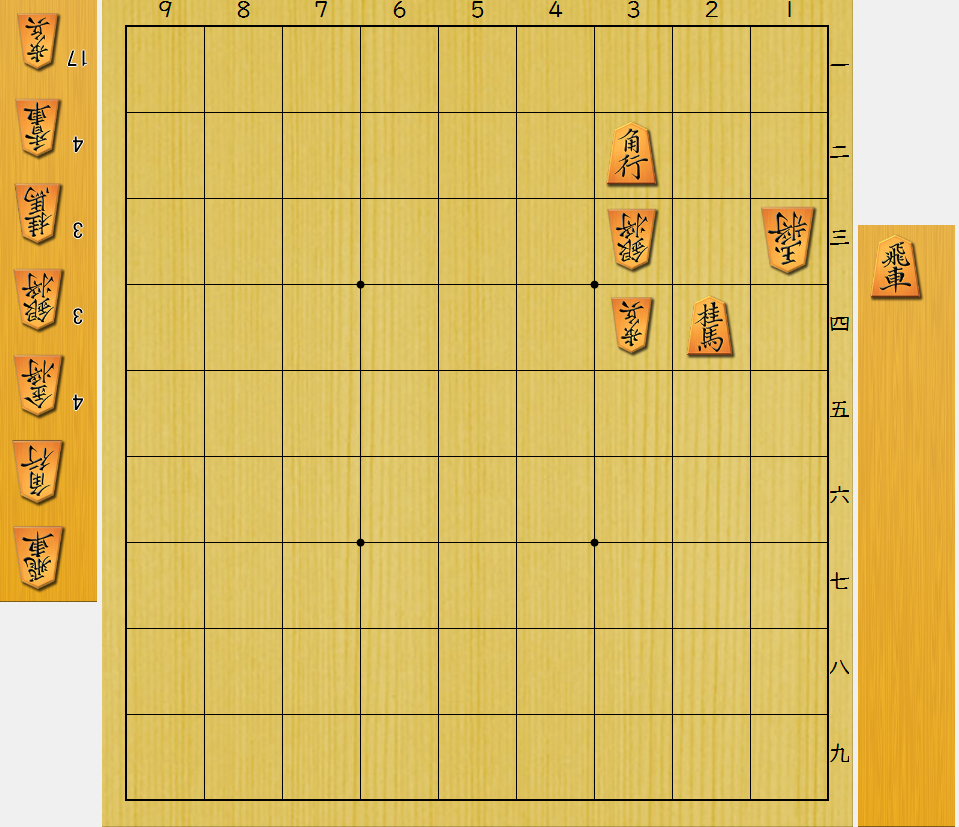 9 8 7 6 5 4 3 2 1
一
二
三
四
五
六
七
八
九
歩兵 17
香車 4
桂馬 3
銀将 3
金将 4
角行
飛車
角行
銀将
玉将
歩兵
桂馬
飛車